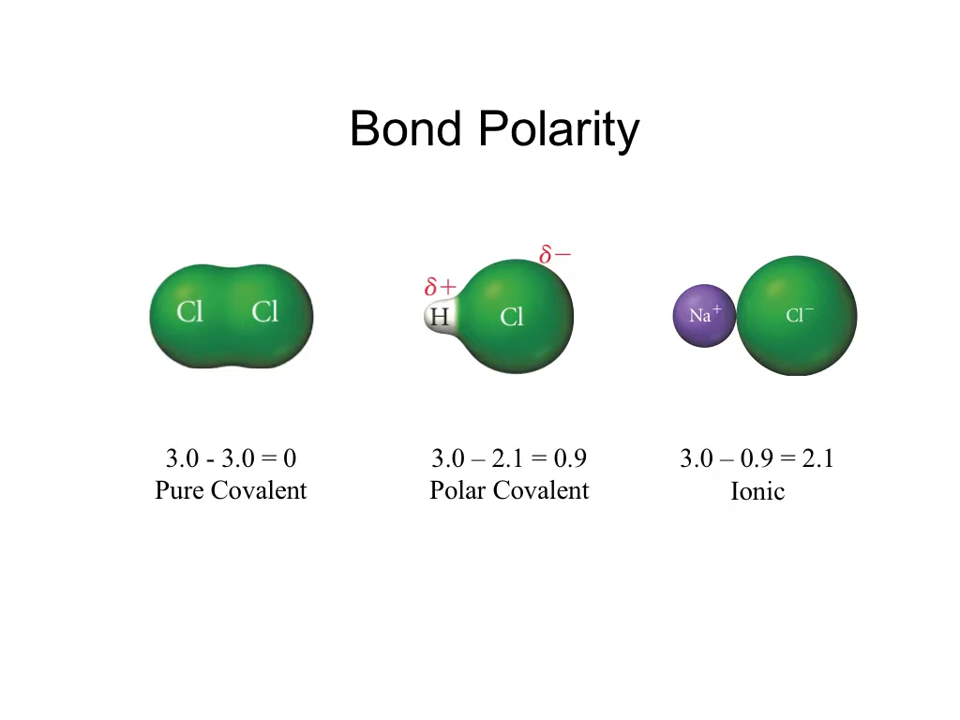 Bond Polarity
δ−
δ+
Cl Cl
H Cl
Na⁺ Cl⁻
3.0 - 3.0 = 0
Pure Covalent
3.0 – 2.1 = 0.9
Polar Covalent
3.0 – 0.9 = 2.1
Ionic